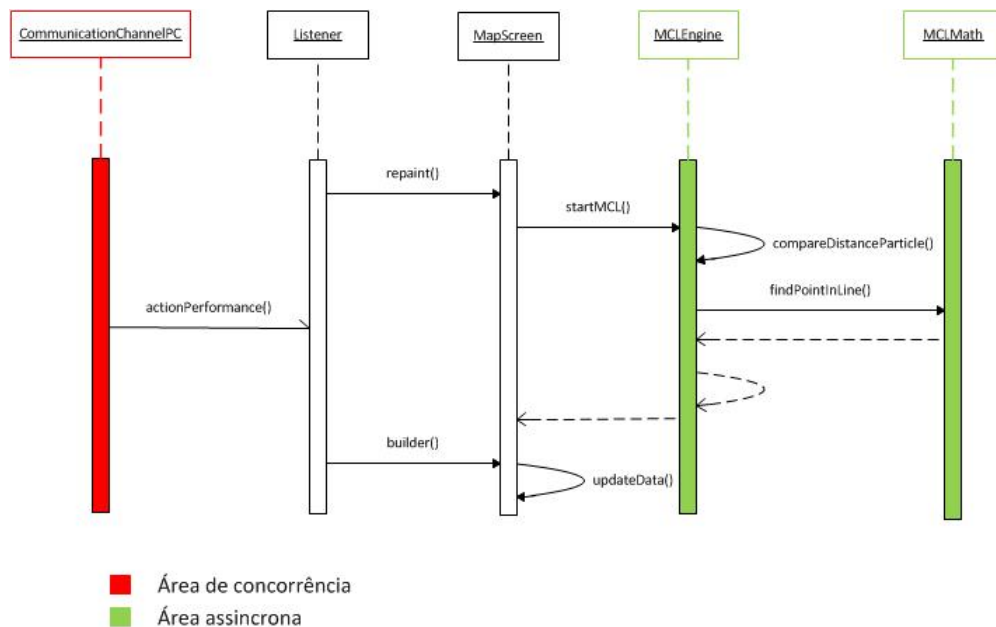 CommunicationChannelPC
Listener
MapScreen
MCLEngine
MCLMath
repaint()
startMCL()
compareDistanceParticle()
findPointInLine()
actionPerformance()
builder()
updateData()
Área de concorrência
Área assincrona